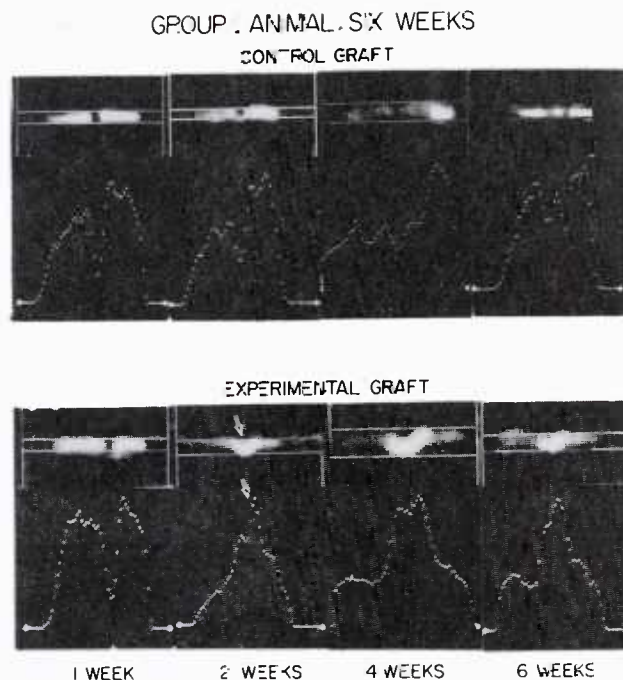 GROUP . ANIMAL . SIX WEEKS
CONTROL GRAFT
EXPERIMENTAL GRAFT
1 WEEK 2 WEEKS 4 WEEKS 6 WEEKS